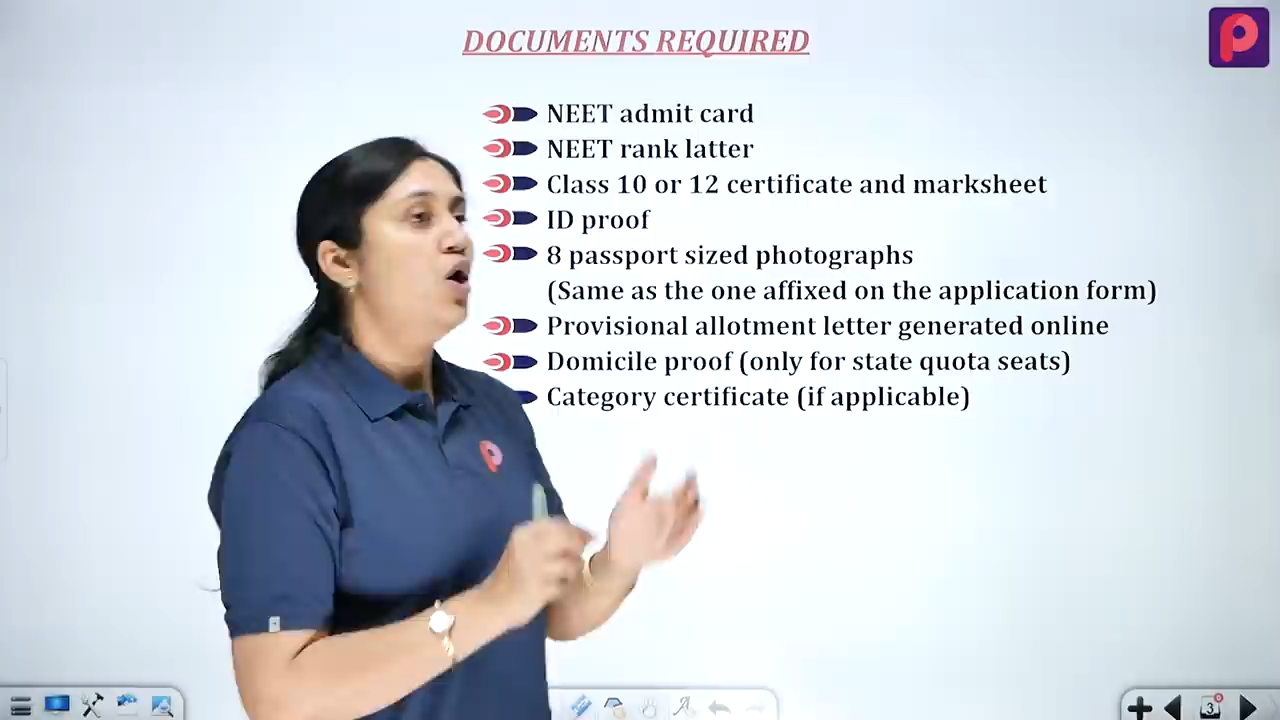 DOCUMENTS REQUIRED
NEET admit card
NEET rank latter
Class 10 or 12 certificate and marksheet
ID proof
8 passport sized photographs
(Same as the one affixed on the application form)
Provisional allotment letter generated online
Domicile proof (only for state quota seats)
Category certificate (if applicable)
3